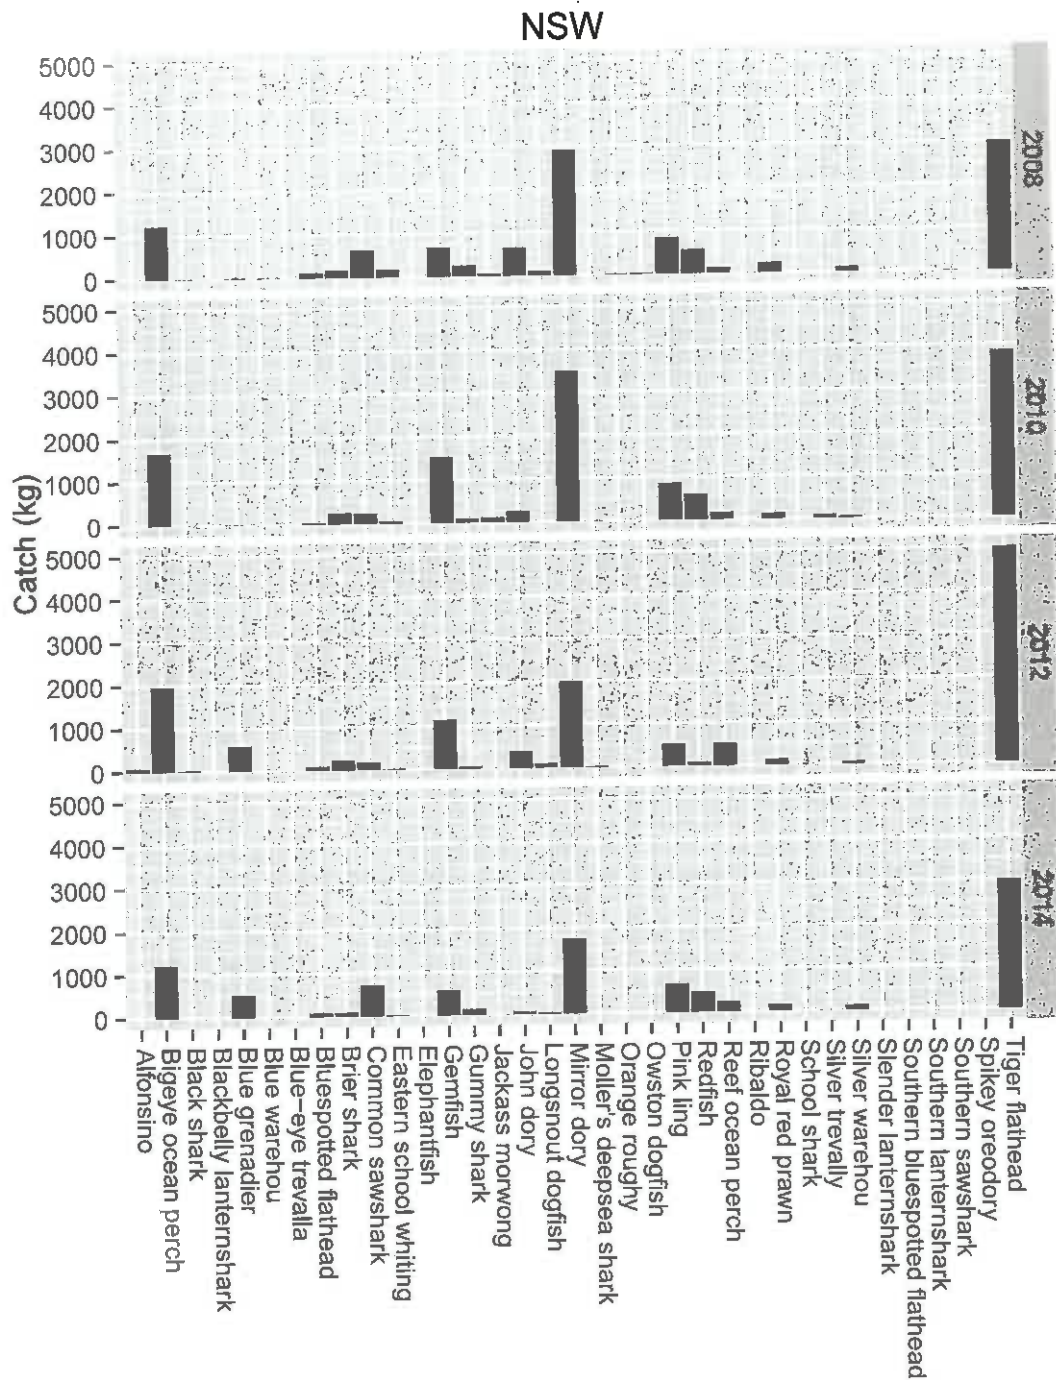 NSW
Catch (kg)
5000
4000
3000
2000
1000
0
2008
5000
4000
3000
2000
1000
0
2010
5000
4000
3000
2000
1000
0
2012
5000
4000
3000
2000
1000
0
2014
Alfonsino
Bigeye ocean perch
Black shark
Blackbelly lanternshark
Blue grenadier
Blue warehou
Blue-eye trevalla
Bluespotted flathead
Brier shark
Common sawshark
Eastern school whiting
Elephantfish
Gemfish
Gummy shark
Jackass morwong
John dory
Longsnout dogfish
Mirror dory
Moller's deepsea shark
Orange roughy
Owston dogfish
Pink ling
Redfish
Reef ocean perch
Ribaldo
Royal red prawn
School shark
Silver trevally
Silver warehou
Slender lanternshark
Southern bluespotted flathead
Southern lanternshark
Southern sawshark
Spikey oreodory
Tiger flathead